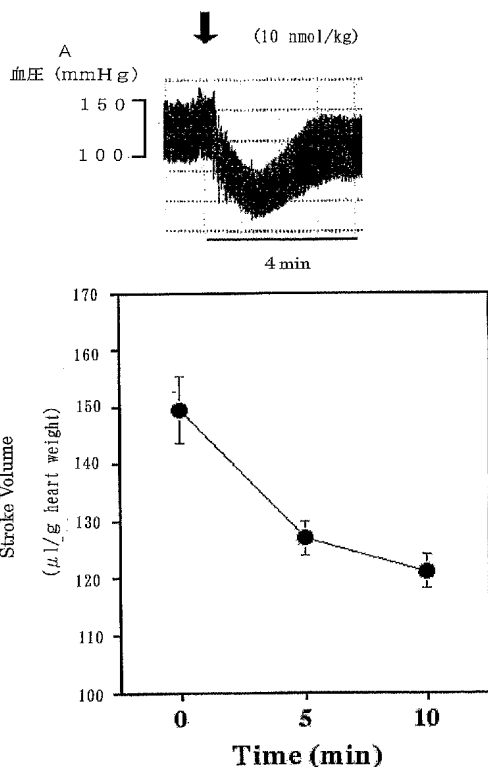 (10 nmol/kg)
A
血圧 (mmHg)
150
100
4 min
170
160
150
130
120
110
100
Stroke Volume
(μl/g heart weight)
0 5 10
Time (min)